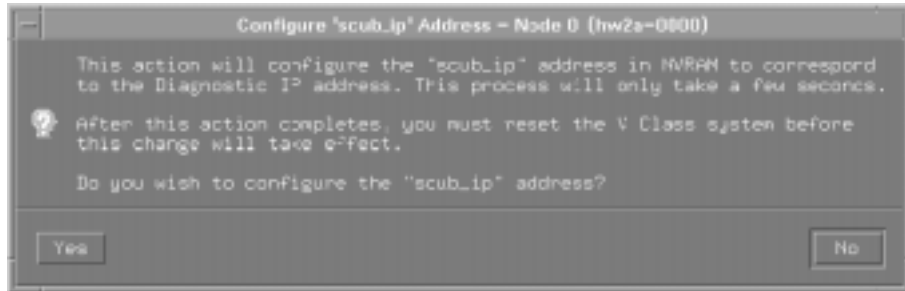 Configure 'scub_ip' Address - Node 0 (hw2a-0000)
This action will configure the "scub_ip" address in NVRAM to correspond
to the Diagnostic IP address. This process will only take a few seconds.
After this action completes, you must reset the V Class system before
this change will take effect.
Do you wish to configure the "scub_ip" address?
Yes
No